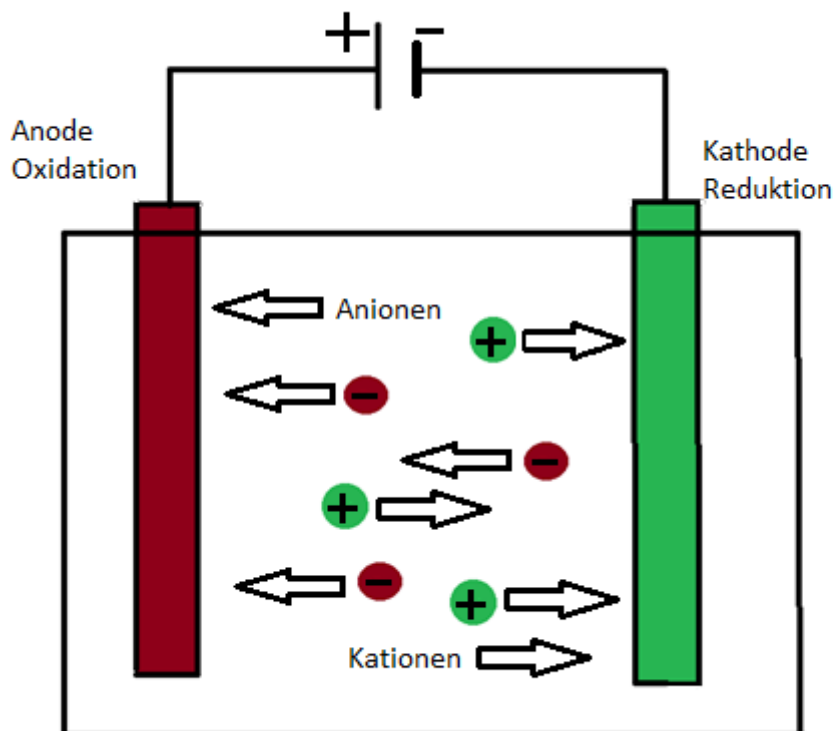 + -
Anode
Oxidation
Kathode
Reduktion
Anionen
+
-
-
+
-
+
Kationen